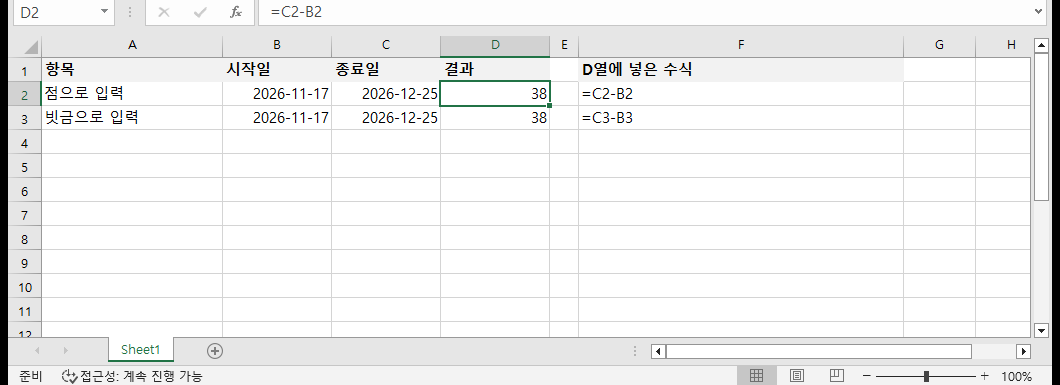 D2 fx =C2-B2
A B C D E F G H
1 항목 시작일 종료일 결과 D열에 넣은 수식
2 점으로 입력 2026-11-17 2026-12-25 38 =C2-B2
3 빗금으로 입력 2026-11-17 2026-12-25 38 =C3-B3
4
5
6
7
8
9
10
11
12
Sheet1
준비 접근성: 계속 진행 가능 100%